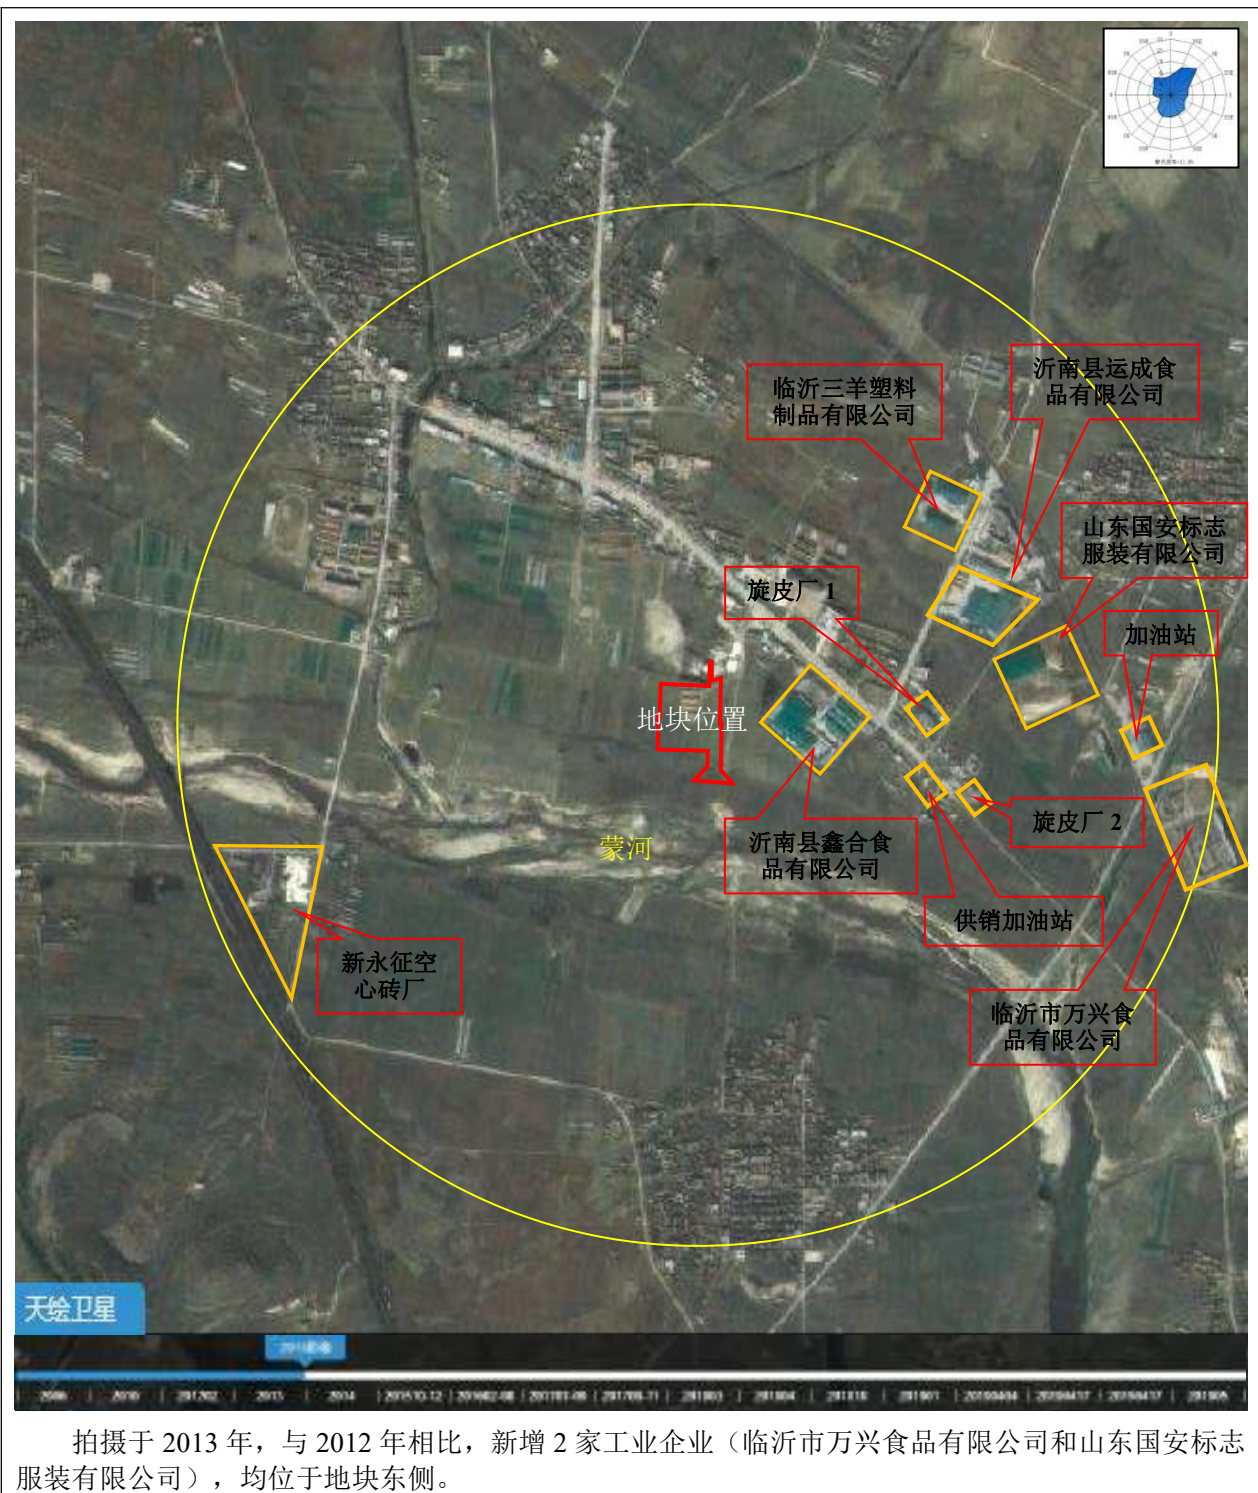 临沂三羊塑料
制品有限公司
沂南县运成食
品有限公司
山东国安标志
服装有限公司
旋皮厂 1
加油站
地块位置
蒙河
沂南县鑫合食
品有限公司
旋皮厂 2
供销加油站
新永征空
心砖厂
临沂市万兴食
品有限公司
天绘卫星
2010
201202
2013
2014
拍摄于 2013 年，与 2012 年相比，新增 2 家工业企业（临沂市万兴食品有限公司和山东国安标志
服装有限公司），均位于地块东侧。